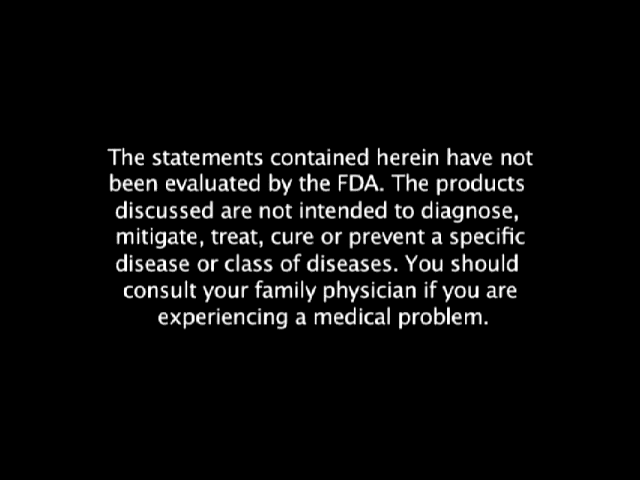 The statements contained herein have not
been evaluated by the FDA. The products
discussed are not intended to diagnose,
mitigate, treat, cure or prevent a specific
disease or class of diseases. You should
consult your family physician if you are
experiencing a medical problem.